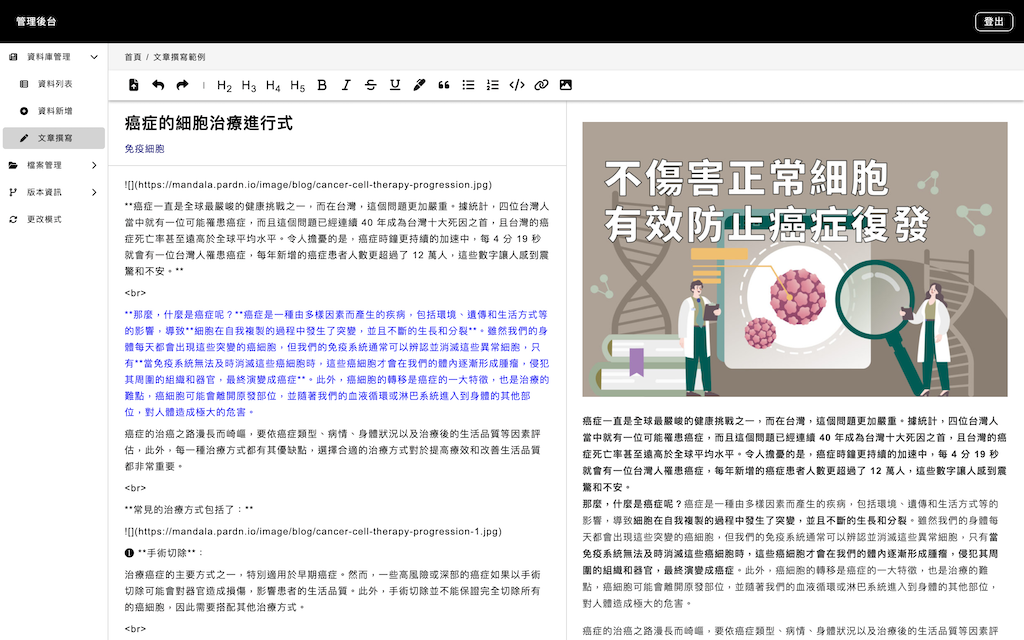 管理後台
登出
資料庫管理
資料列表
資料新增
文章撰寫
檔案管理
版本資訊
更改模式
首頁 / 文章撰寫範例
H2 H3 H4 H5 B I S U
癌症的細胞治療進行式
免疫細胞
![](https://mandala.pardn.io/image/blog/cancer-cell-therapy-progression.jpg)
**癌症一直是全球最嚴峻的健康挑戰之一，而在台灣，這個問題更加嚴重。據統計，四位台灣人
當中就有一位可能罹患癌症，而且這個問題已經連續 40 年成為台灣十大死因之首，且台灣的癌
症死亡率甚至遠高於全球平均水平。令人擔憂的是，癌症時鐘更持續的加速中，每 4 分 19 秒
就會有一位台灣人罹患癌症，每年新增的癌症患者人數更超過了 12 萬人，這些數字讓人感到震
驚和不安。**
<br>
**那麼，什麼是癌症呢？**癌症是一種由多樣因素而產生的疾病，包括環境、遺傳和生活方式等
的影響，導致**細胞在自我複製的過程中發生了突變，並且不斷的生長和分裂**。雖然我們的身
體每天都會出現這些突變的癌細胞，但我們的免疫系統通常可以辨認並消滅這些異常細胞，只
有**當免疫系統無法及時消滅這些癌細胞時，這些癌細胞才會在我們的體內逐漸形成腫瘤，侵犯
其周圍的組織和器官，最終演變成癌症**。此外，癌細胞的轉移是癌症的一大特徵，也是治療的
難點，癌細胞可能會離開原發部位，並隨著我們的血液循環或淋巴系統進入到身體的其他部
位，對人體造成極大的危害。
癌症的治癌之路漫長而崎嶇，要依癌症類型、病情、身體狀況以及治療後的生活品質等因素評
估，此外，每一種治療方式都有其優缺點，選擇合適的治療方式對於提高療效和改善生活品質
都非常重要。
<br>
**常見的治療方式包括了：**
![](https://mandala.pardn.io/image/blog/cancer-cell-therapy-progression-1.jpg)
❶ **手術切除**：
治療癌症的主要方式之一，特別適用於早期癌症。然而，一些高風險或深部的癌症如果以手術
切除可能會對器官造成損傷，影響患者的生活品質。此外，手術切除並不能保證完全切除所有
的癌細胞，因此需要搭配其他治療方式。
<br>
不傷害正常細胞
有效防止癌症復發
癌症一直是全球最嚴峻的健康挑戰之一，而在台灣，這個問題更加嚴重。據統計，四位台灣人
當中就有一位可能罹患癌症，而且這個問題已經連續 40 年成為台灣十大死因之首，且台灣的癌
症死亡率甚至遠高於全球平均水平。令人擔憂的是，癌症時鐘更持續的加速中，每 4 分 19 秒
就會有一位台灣人罹患癌症，每年新增的癌症患者人數更超過了 12 萬人，這些數字讓人感到震
驚和不安。
那麼，什麼是癌症呢？癌症是一種由多樣因素而產生的疾病，包括環境、遺傳和生活方式等的
影響，導致細胞在自我複製的過程中發生了突變，並且不斷的生長和分裂。雖然我們的身體每
天都會出現這些突變的癌細胞，但我們的免疫系統通常可以辨認並消滅這些異常細胞，只有當
免疫系統無法及時消滅這些癌細胞時，這些癌細胞才會在我們的體內逐漸形成腫瘤，侵犯其周
圍的組織和器官，最終演變成癌症。此外，癌細胞的轉移是癌症的一大特徵，也是治療的難
點，癌細胞可能會離開原發部位，並隨著我們的血液循環或淋巴系統進入到身體的其他部位，
對人體造成極大的危害。
癌症的治癌之路漫長而崎嶇，要依癌症類型、病情、身體狀況以及治療後的生活品質等因素評